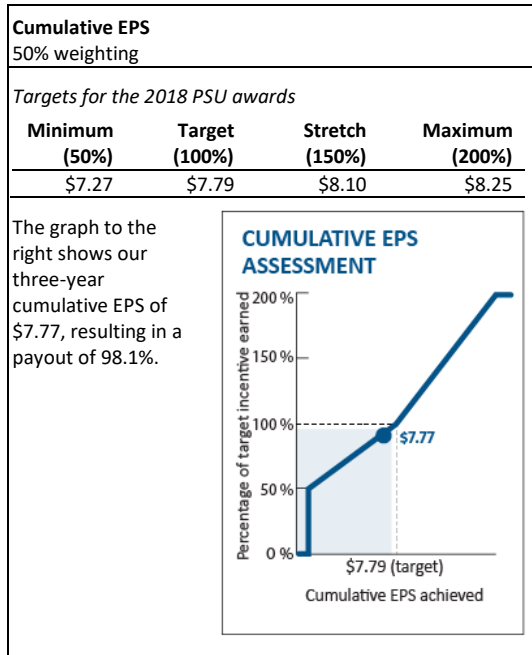 Cumulative EPS
50% weighting
Targets for the 2018 PSU awards
Minimum Target Stretch Maximum
(50%) (100%) (150%) (200%)
$7.27 $7.79 $8.10 $8.25
The graph to the
right shows our
three-year
cumulative EPS of
$7.77, resulting in a
payout of 98.1%.
CUMULATIVE EPS
ASSESSMENT
Percentage of target incentive earned
200 %
150 %
100 %
$7.77
50 %
0 %
$7.79 (target)
Cumulative EPS achieved